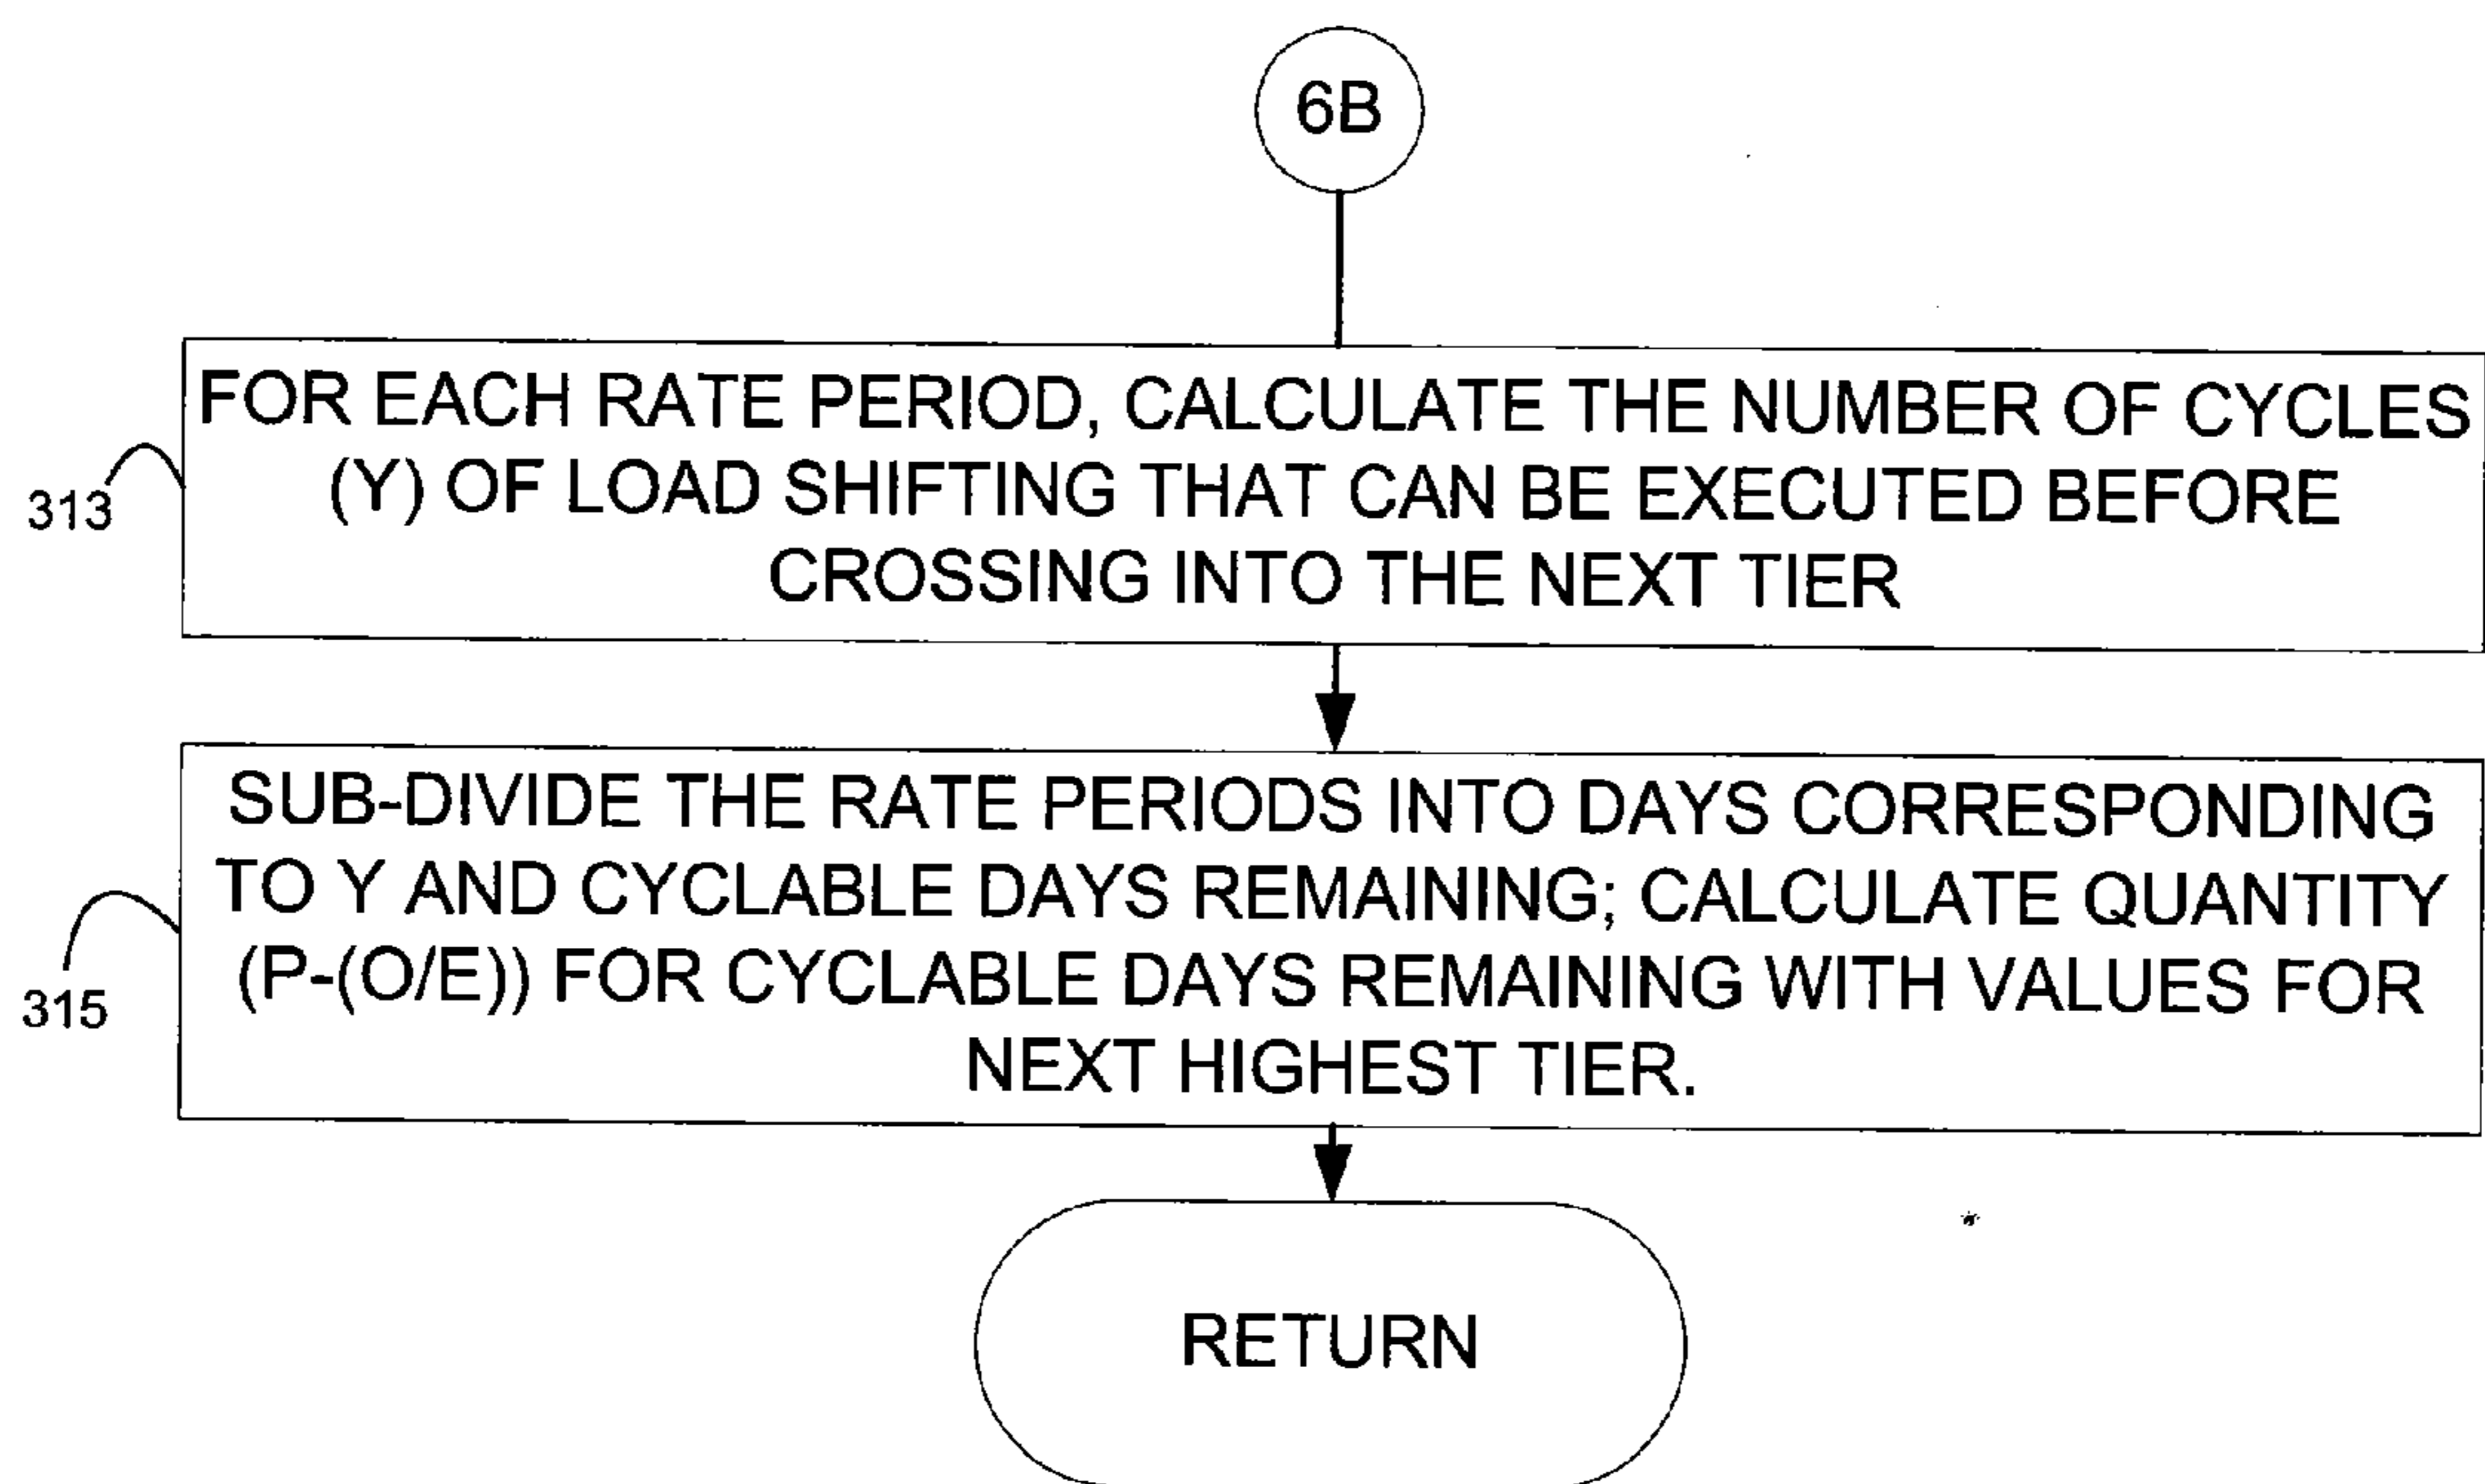 6B
FOR EACH RATE PERIOD, CALCULATE THE NUMBER OF CYCLES
(Y) OF LOAD SHIFTING THAT CAN BE EXECUTED BEFORE
CROSSING INTO THE NEXT TIER
313
SUB-DIVIDE THE RATE PERIODS INTO DAYS CORRESPONDING
TO Y AND CYCLABLE DAYS REMAINING; CALCULATE QUANTITY
(P-(O/E)) FOR CYCLABLE DAYS REMAINING WITH VALUES FOR
NEXT HIGHEST TIER.
315
RETURN